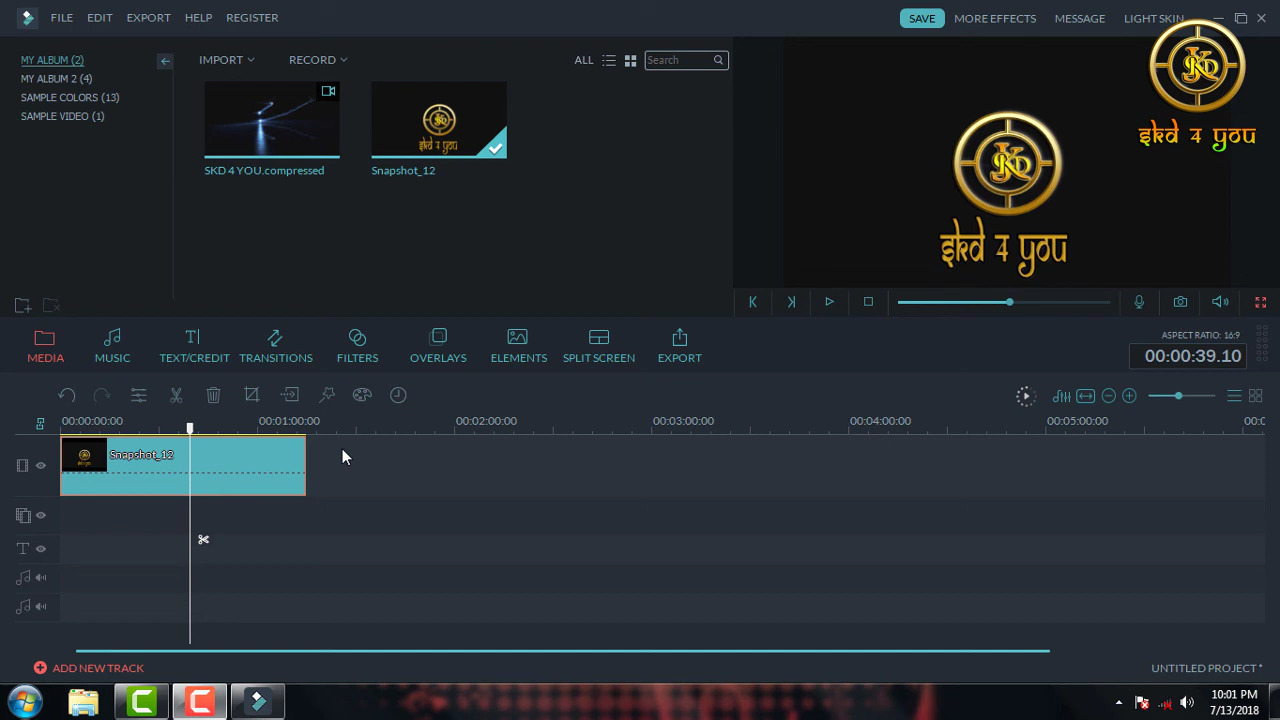 FILE EDIT EXPORT HELP REGISTER SAVE MORE EFFECTS MESSAGE LIGHT SKIN
MY ALBUM (2) IMPORT RECORD ALL Search
MY ALBUM 2 (4)
SAMPLE COLORS (13)
SAMPLE VIDEO (1)
skd 4 you
skd 4 you
SKD 4 YOU.compressed Snapshot_12
skd 4 you
MEDIA MUSIC TEXT/CREDIT TRANSITIONS FILTERS OVERLAYS ELEMENTS SPLIT SCREEN EXPORT
ASPECT RATIO: 16:9
00:00:39.10
00:00:00:00 00:01:00:00 00:02:00:00 00:03:00:00 00:04:00:00 00:05:00:00
Snapshot_12
ADD NEW TRACK UNTITLED PROJECT *
10:01 PM
7/13/2018